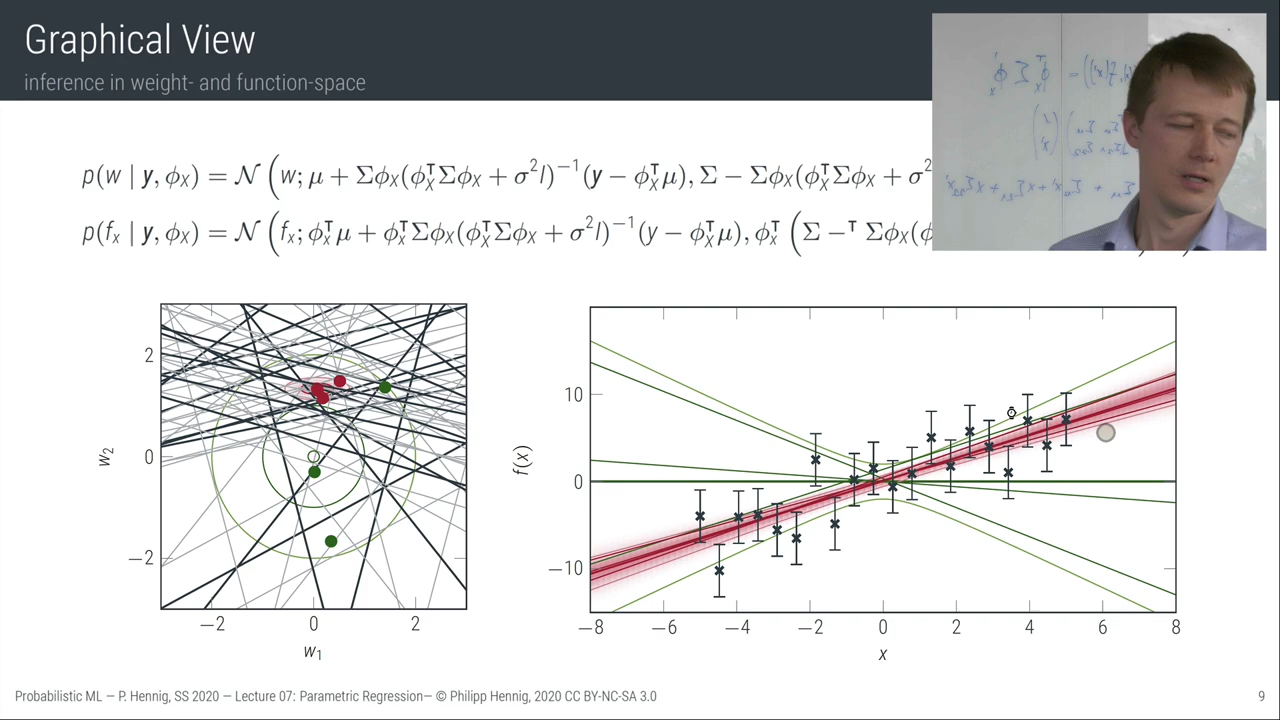 Graphical View
inference in weight- and function-space
p(w | y, ϕ_X) = 𝒩 (w; μ + Σϕ_X(ϕ_X^⊤Σϕ_X + σ²I)^{−1}(y − ϕ_X^⊤μ), Σ − Σϕ_X(ϕ_X^⊤Σϕ_X + σ²
p(f_x | y, ϕ_X) = 𝒩 (f_x; ϕ_x^⊤μ + ϕ_x^⊤Σϕ_X(ϕ_X^⊤Σϕ_X + σ²I)^{−1}(y − ϕ_X^⊤μ), ϕ_x^⊤ (Σ −^⊤ Σϕ_X(ϕ
2
0
−2
w₂
−2 0 2
w₁
10
0
−10
f(x)
−8 −6 −4 −2 0 2 4 6 8
x
Probabilistic ML — P. Hennig, SS 2020 — Lecture 07: Parametric Regression— © Philipp Hennig, 2020 CC BY-NC-SA 3.0
9